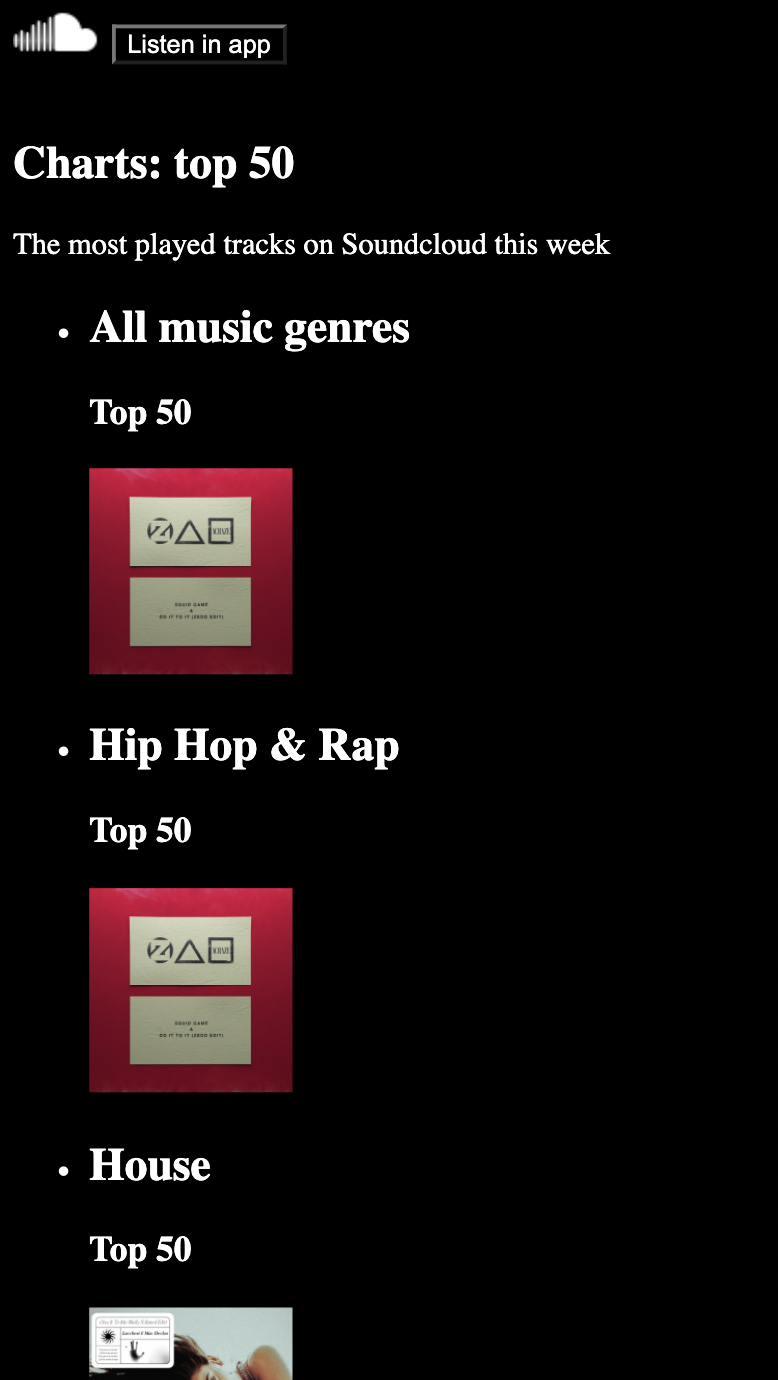 Listen in app
Charts: top 50
The most played tracks on Soundcloud this week
All music genres
Top 50
SQUID GAME
&
DO IT TO IT (ZEDD EDIT)
Hip Hop & Rap
Top 50
SQUID GAME
&
DO IT TO IT (ZEDD EDIT)
House
Top 50